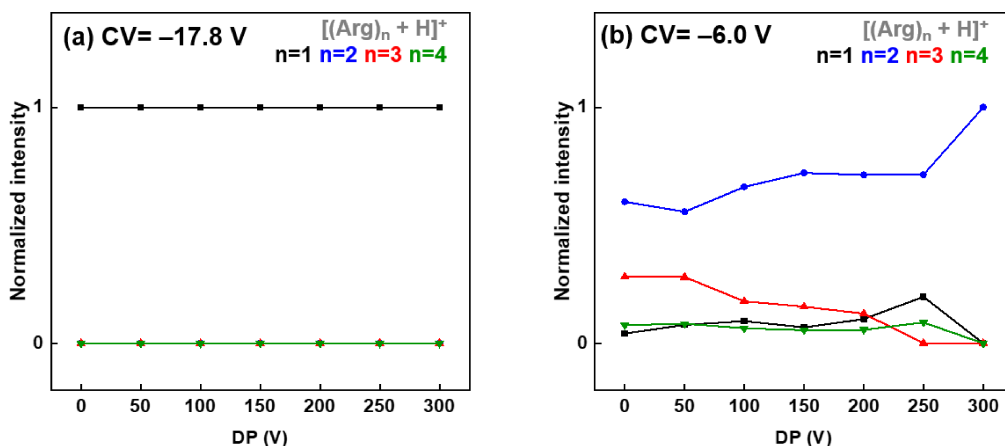 (a) CV= –17.8 V
[(Arg)n + H]+
n=1 n=2 n=3 n=4
Normalized intensity
1
0
0 50 100 150 200 250 300
DP (V)
(b) CV= –6.0 V
[(Arg)n + H]+
n=1 n=2 n=3 n=4
Normalized intensity
1
0
0 50 100 150 200 250 300
DP (V)